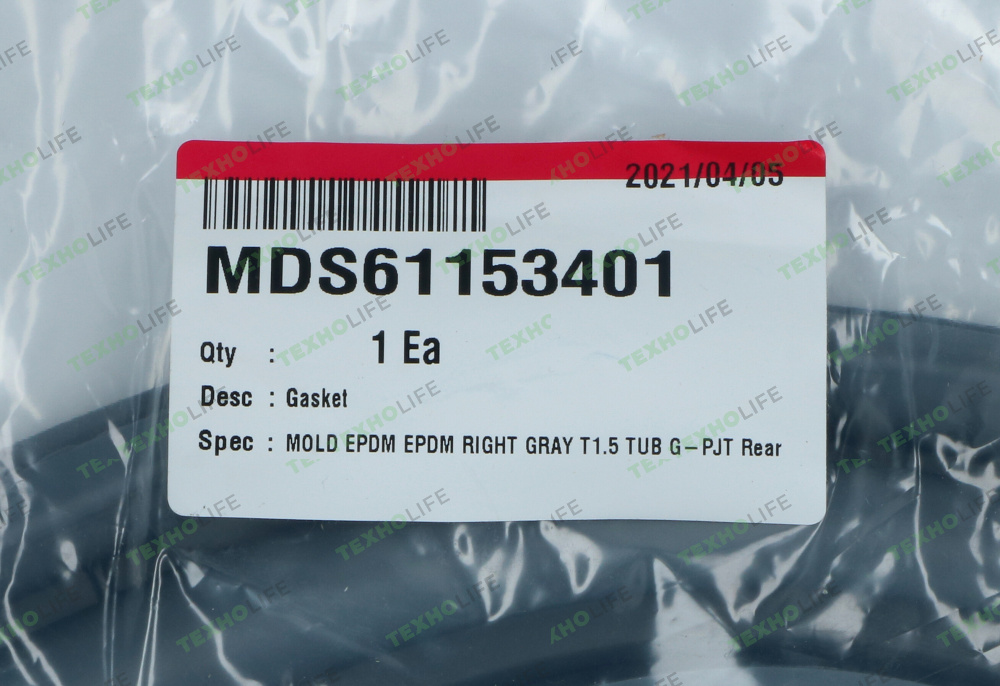 2021/04/05
MDS61153401
Qty : 1 Ea
Desc : Gasket
Spec : MOLD EPDM EPDM RIGHT GRAY T1.5 TUB G-PJT Rear
ТЕХНОLIFE